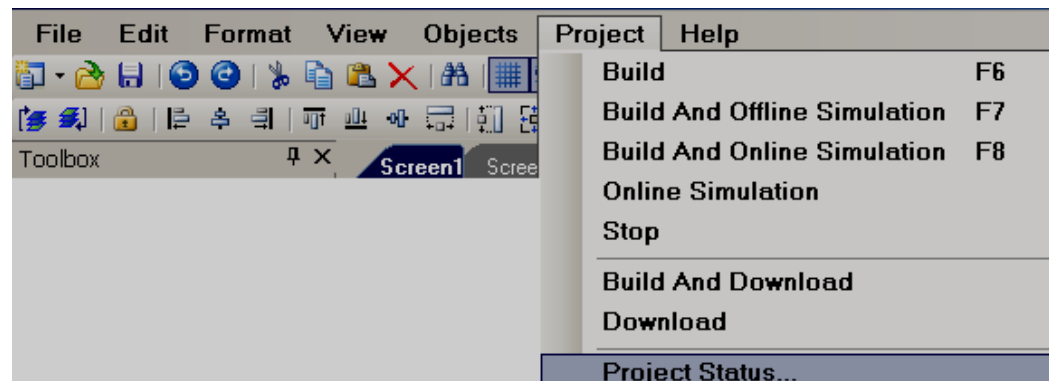 File Edit Format View Objects Project Help
Build F6
Build And Offline Simulation F7
Build And Online Simulation F8
Online Simulation
Stop
Build And Download
Download
Project Status...
Toolbox
Screen1 Scree